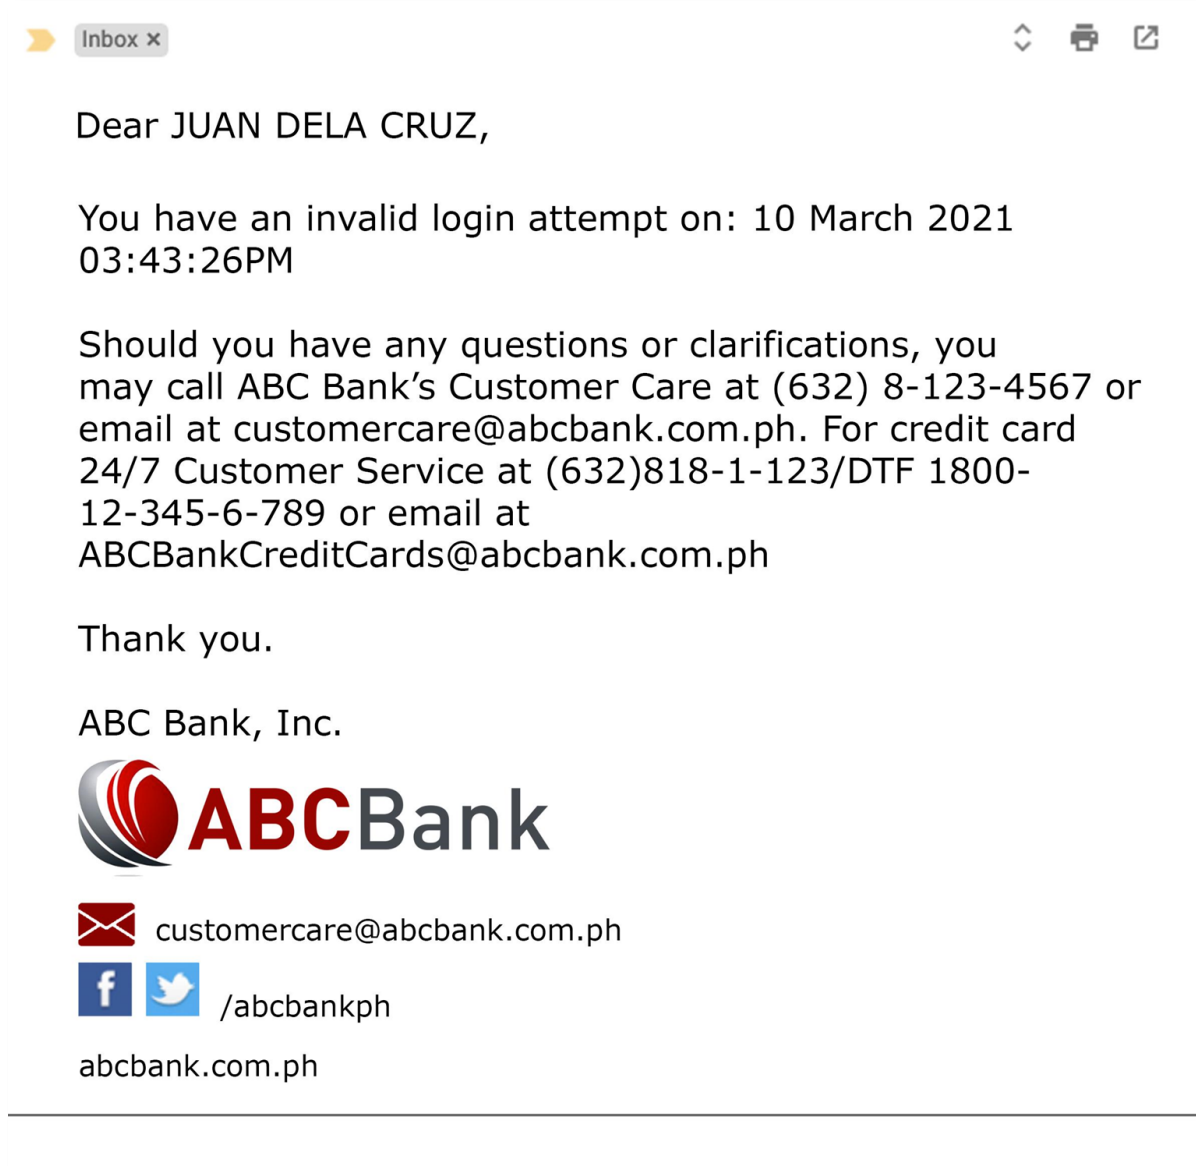 Inbox ×
Dear JUAN DELA CRUZ,
You have an invalid login attempt on: 10 March 2021
03:43:26PM
Should you have any questions or clarifications, you
may call ABC Bank’s Customer Care at (632) 8-123-4567 or
email at customercare@abcbank.com.ph. For credit card
24/7 Customer Service at (632)818-1-123/DTF 1800-
12-345-6-789 or email at
ABCBankCreditCards@abcbank.com.ph
Thank you.
ABC Bank, Inc.
ABCBank
customercare@abcbank.com.ph
/abcbankph
abcbank.com.ph